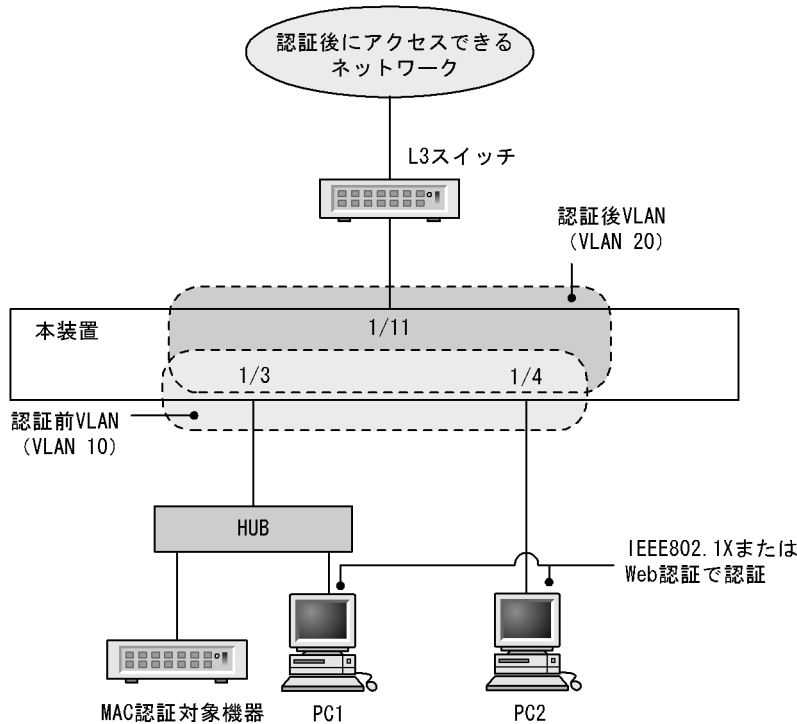 認証後にアクセスできる
ネットワーク
L3スイッチ
認証後VLAN
(VLAN 20)
本装置
1/11
1/3
1/4
認証前VLAN
(VLAN 10)
HUB
IEEE802.1Xまたは
Web認証で認証
MAC認証対象機器
PC1
PC2